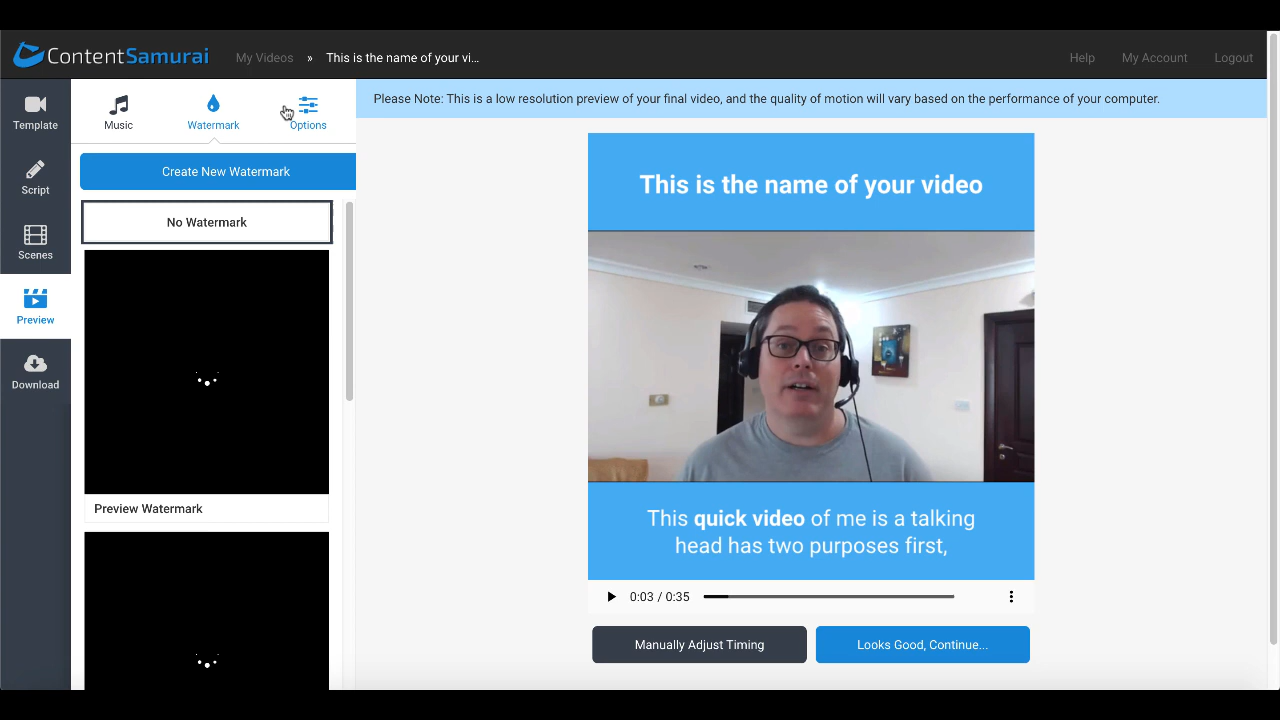 ContentSamurai
My Videos » This is the name of your vi...
Help My Account Logout
Template
Script
Scenes
Preview
Download
Music Watermark Options
Create New Watermark
No Watermark
Preview Watermark
Please Note: This is a low resolution preview of your final video, and the quality of motion will vary based on the performance of your computer.
This is the name of your video
This quick video of me is a talking
head has two purposes first,
0:03 / 0:35
Manually Adjust Timing
Looks Good, Continue...